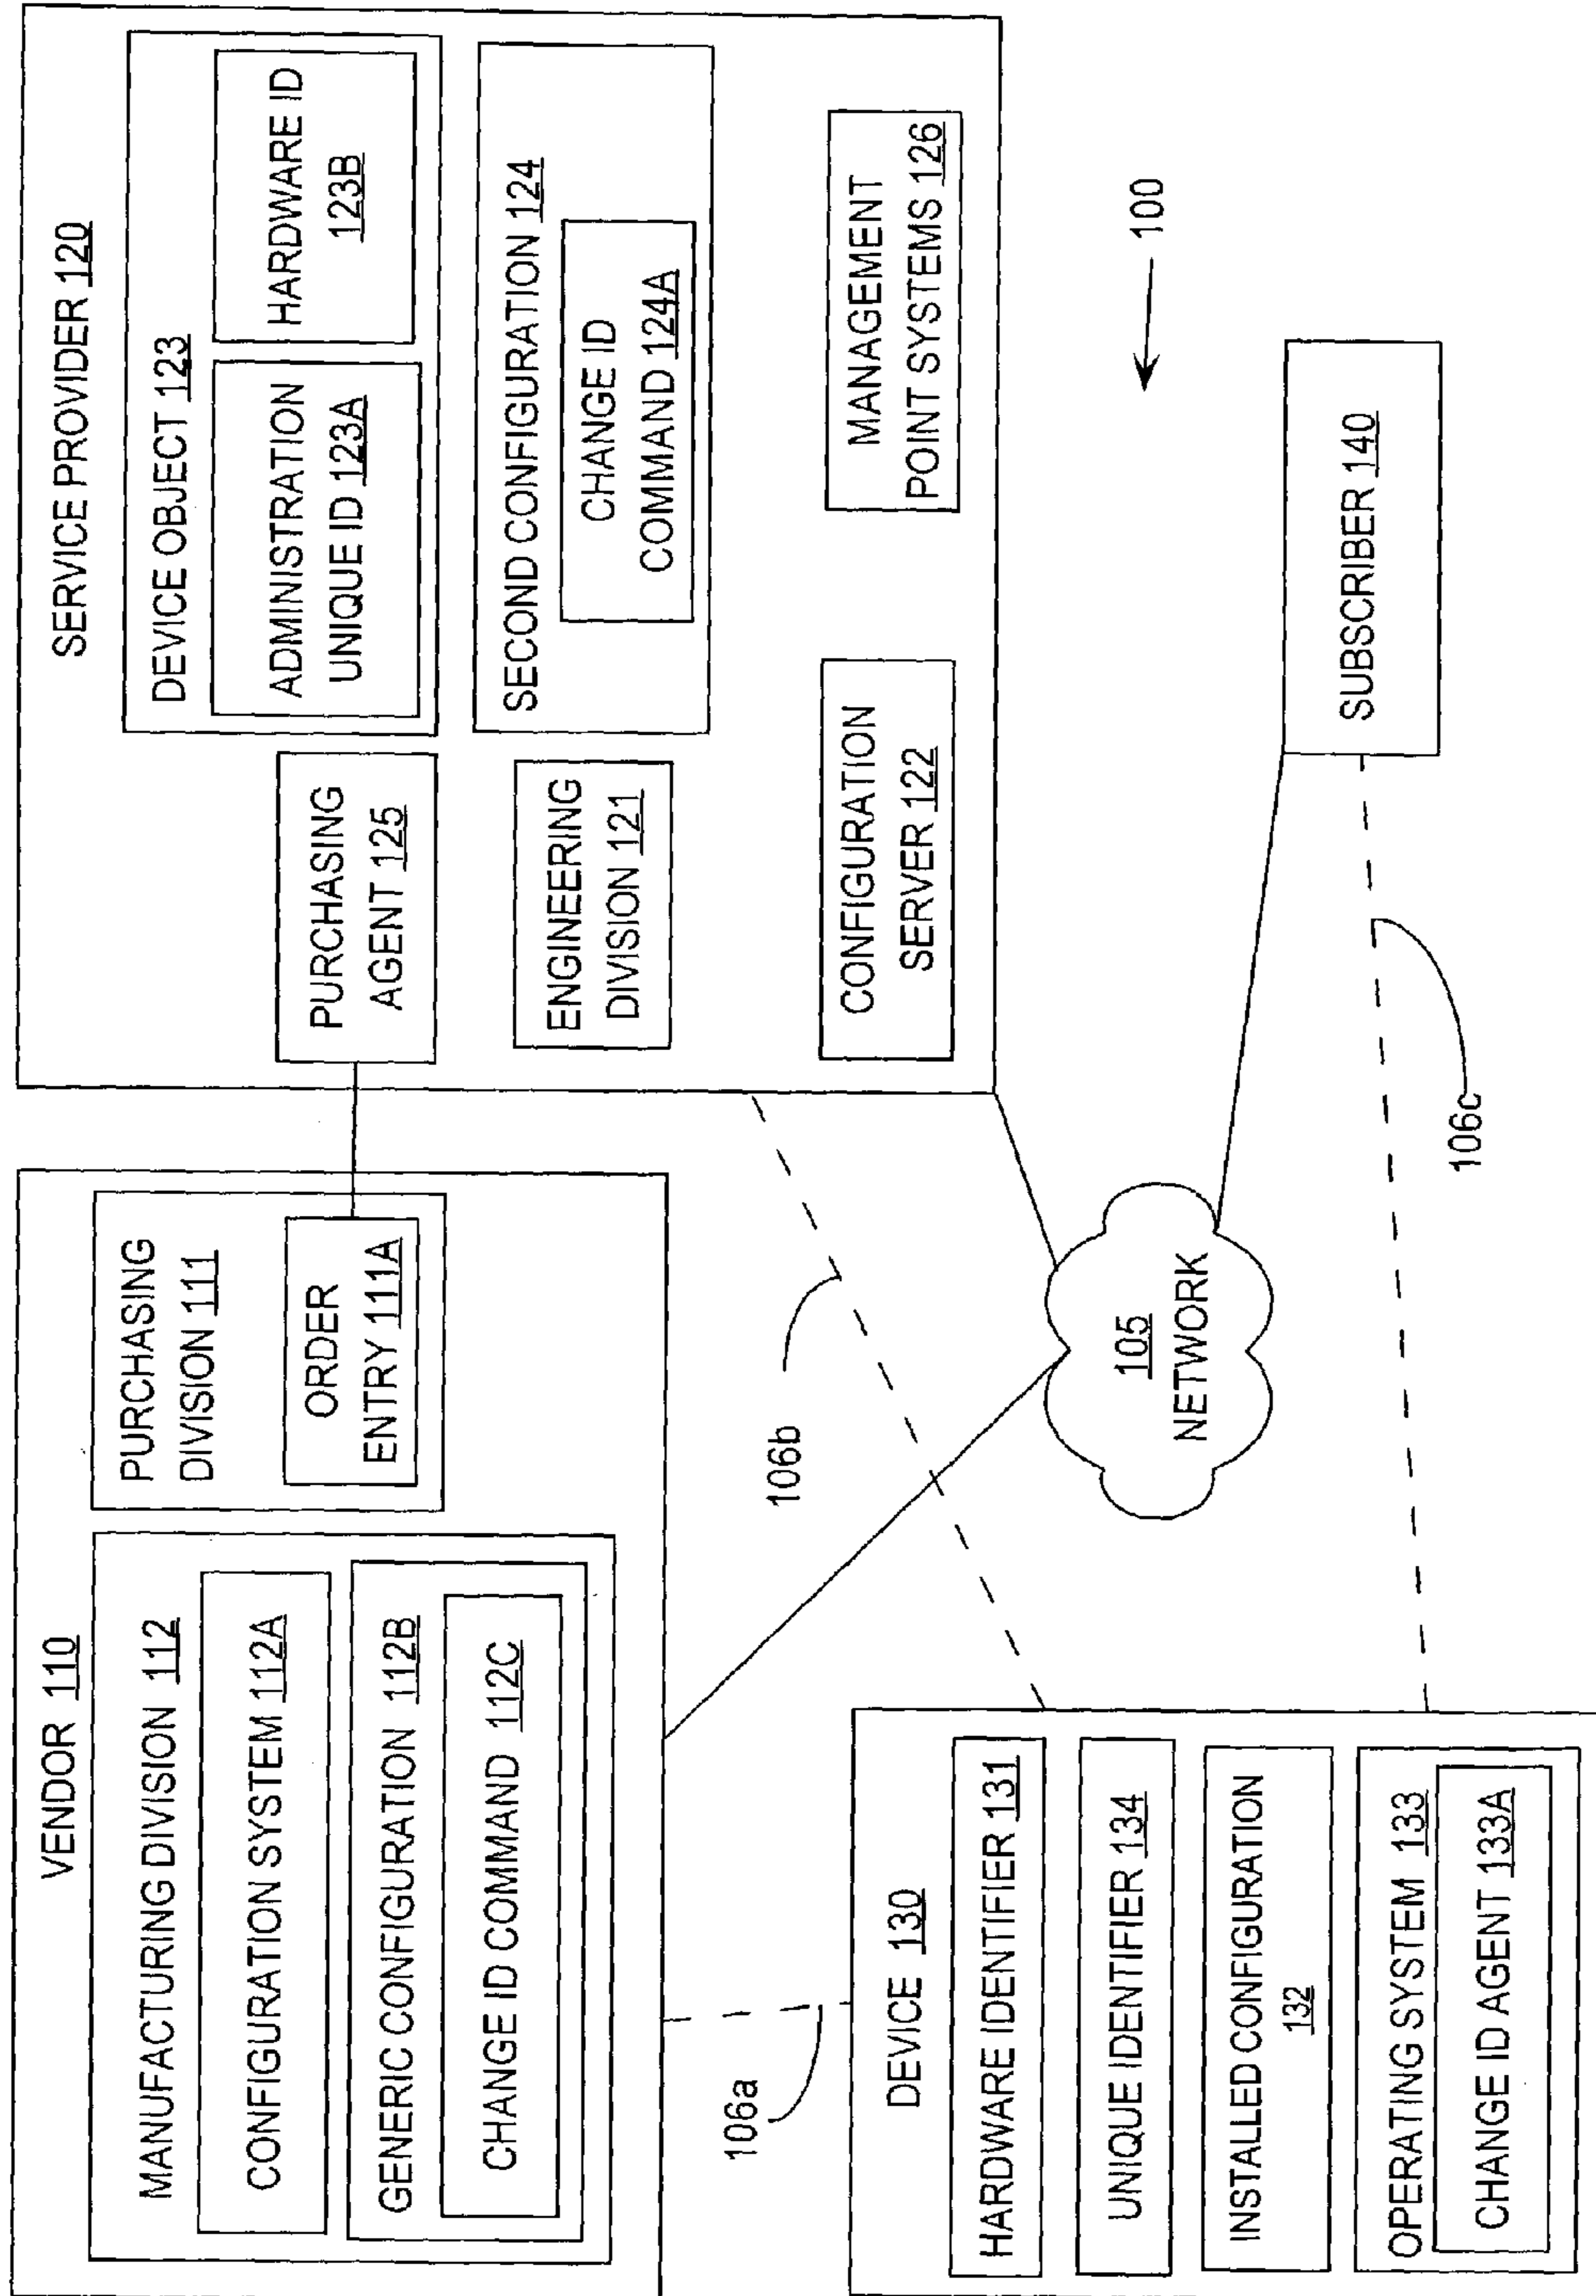 VENDOR 110
MANUFACTURING DIVISION 112
CONFIGURATION SYSTEM 112A
GENERIC CONFIGURATION 112B
CHANGE ID COMMAND 112C
PURCHASING
DIVISION 111
ORDER
ENTRY 111A
SERVICE PROVIDER 120
PURCHASING
AGENT 125
ENGINEERING
DIVISION 121
CONFIGURATION
SERVER 122
DEVICE OBJECT 123
ADMINISTRATION
UNIQUE ID 123A
HARDWARE ID
123B
SECOND CONFIGURATION 124
CHANGE ID
COMMAND 124A
MANAGEMENT
POINT SYSTEMS 126
106a
106b
105
NETWORK
106c
100
DEVICE 130
HARDWARE IDENTIFIER 131
UNIQUE IDENTIFIER 134
INSTALLED CONFIGURATION
132
OPERATING SYSTEM 133
CHANGE ID AGENT 133A
SUBSCRIBER 140